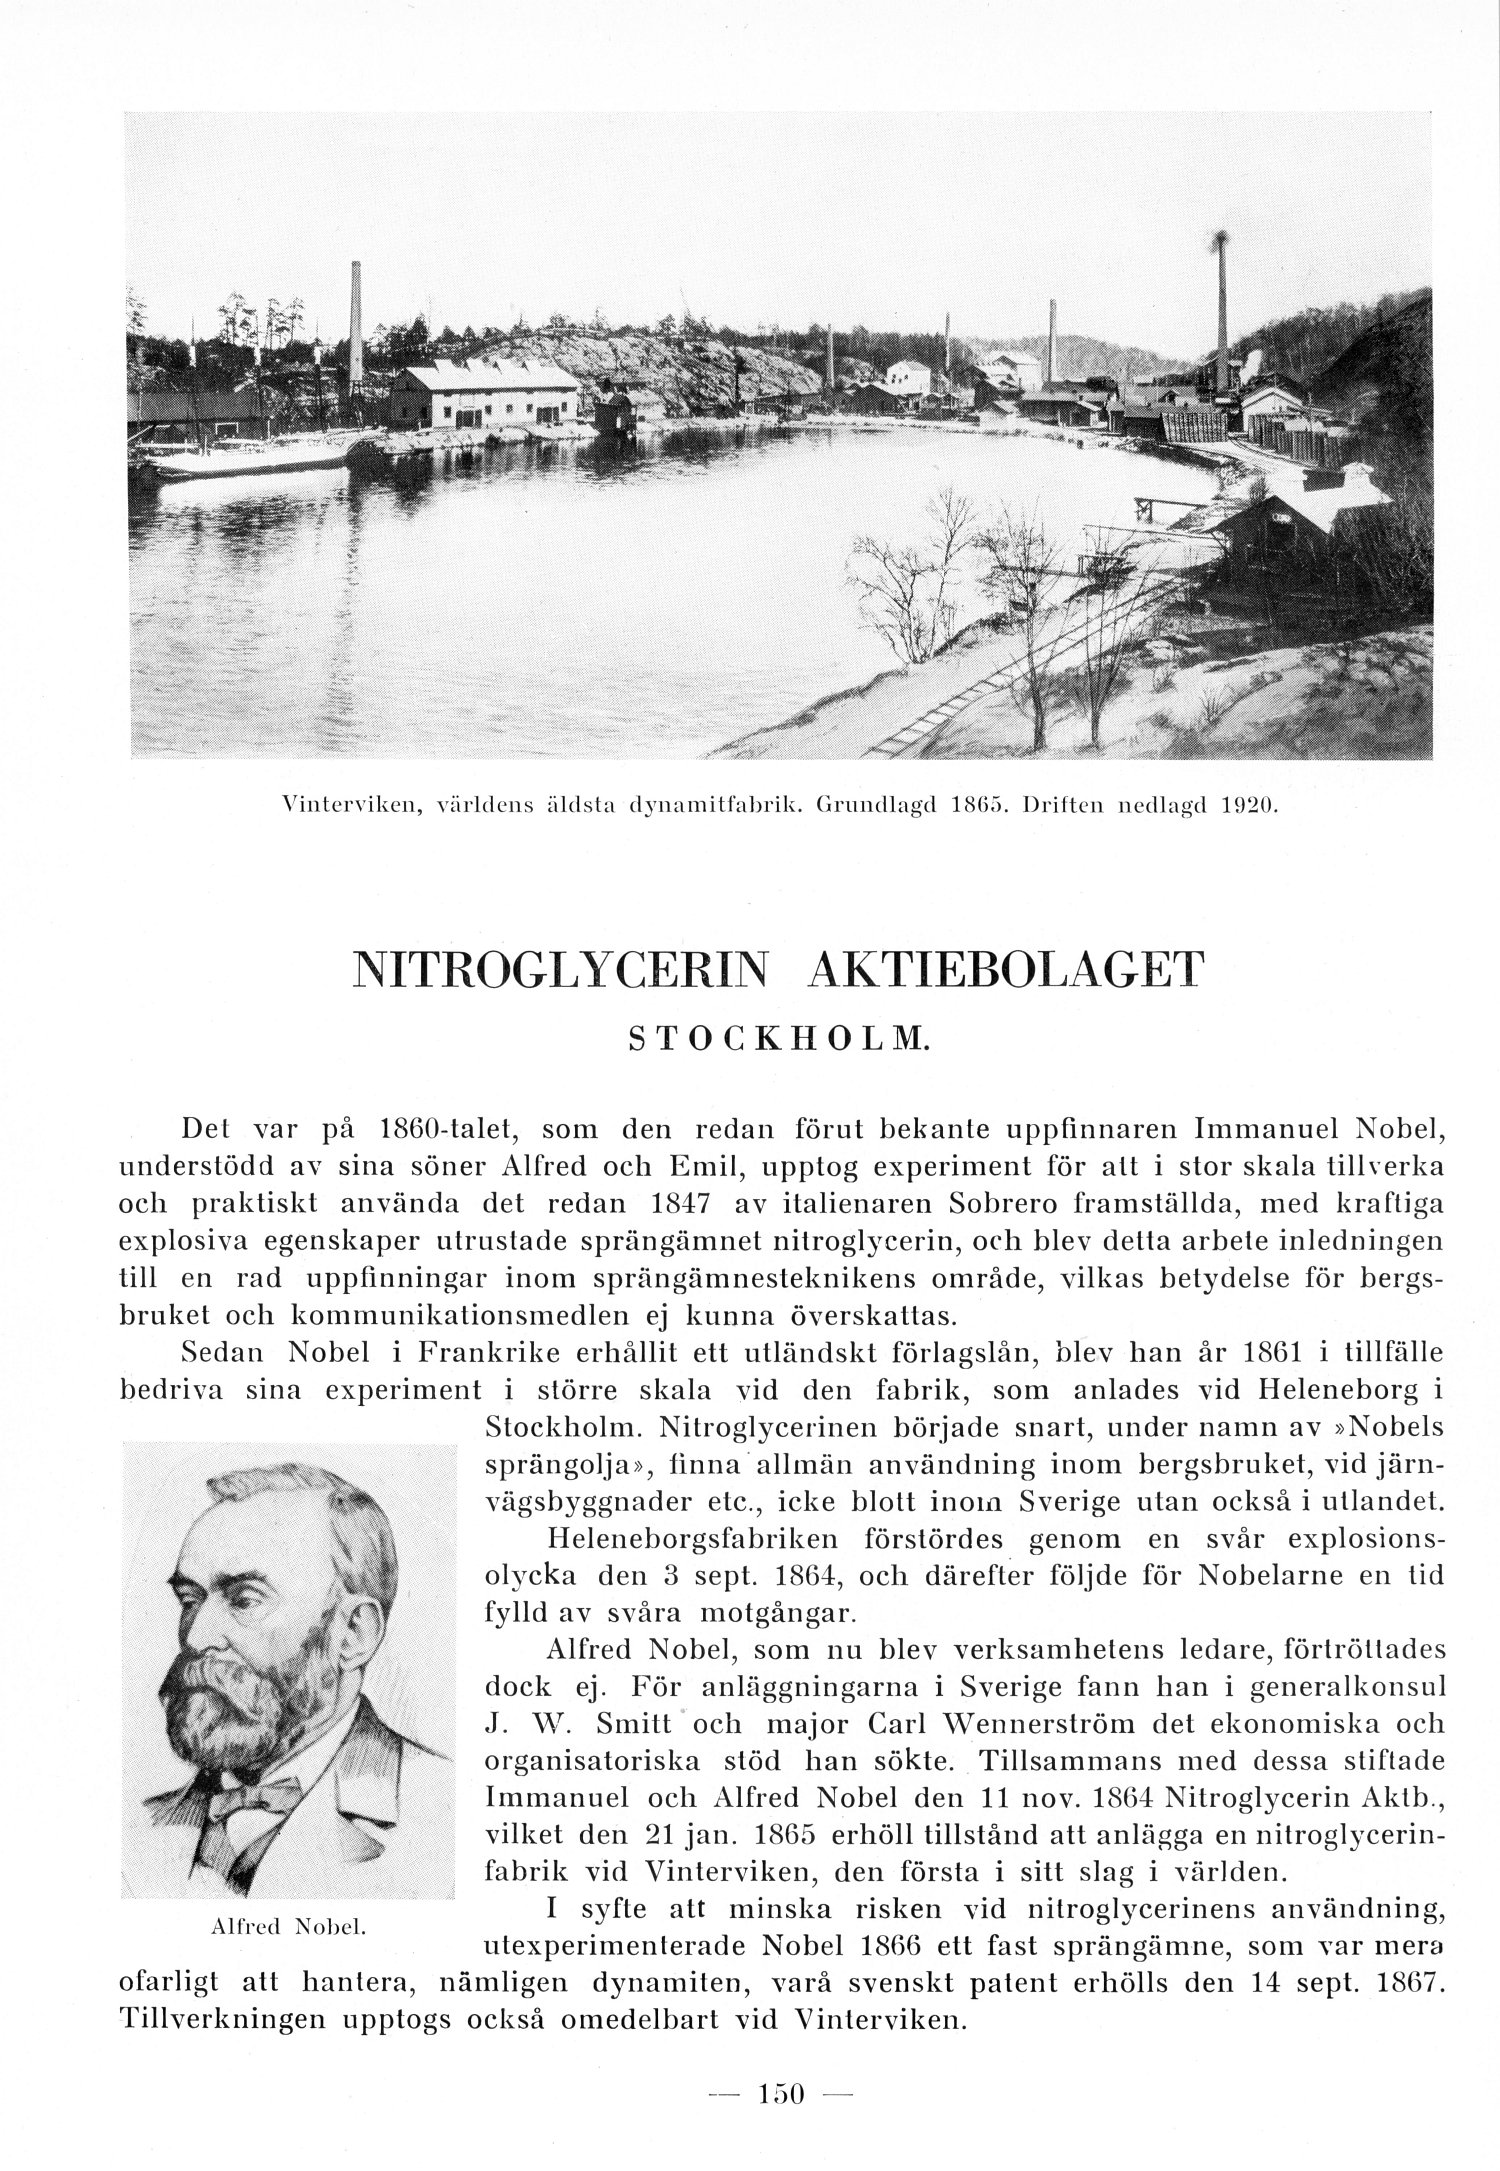 Vinterviken, världens äldsta dynamitfabrik. Grundlagd 1865. Driften nedlagd 1920.
NITROGLYCERIN AKTIEBOLAGET
STOCKHOLM.
Det var på 1860-talet, som den redan förut bekante uppfinnaren Immanuel Nobel,
understödd av sina söner Alfred och Emil, upptog experiment för att i stor skala tillverka
och praktiskt använda det redan 1847 av italienaren Sobrero framställda, med kraftiga
explosiva egenskaper utrustade sprängämnet nitroglycerin, och blev detta arbete inledningen
till en rad uppfinningar inom sprängämnesteknikens område, vilkas betydelse för bergs-
bruket och kommunikationsmedlen ej kunna överskattas.
Sedan Nobel i Frankrike erhållit ett utländskt förlagslån, blev han år 1861 i tillfälle
bedriva sina experiment i större skala vid den fabrik, som anlades vid Heleneborg i
Stockholm. Nitroglycerinen började snart, under namn av »Nobels
sprängolja», finna allmän användning inom bergsbruket, vid järn-
vägsbyggnader etc., icke blott inom Sverige utan också i utlandet.
Heleneborgsfabriken förstördes genom en svår explosions-
olycka den 3 sept. 1864, och därefter följde för Nobelarne en tid
fylld av svåra motgångar.
Alfred Nobel, som nu blev verksamhetens ledare, förtröttades
dock ej. För anläggningarna i Sverige fann han i generalkonsul
J. W. Smitt och major Carl Wennerström det ekonomiska och
organisatoriska stöd han sökte. Tillsammans med dessa stiftade
Immanuel och Alfred Nobel den 11 nov. 1864 Nitroglycerin Aktb.,
vilket den 21 jan. 1865 erhöll tillstånd att anlägga en nitroglycerin-
fabrik vid Vinterviken, den första i sitt slag i världen.
I syfte att minska risken vid nitroglycerinens användning,
utexperimenterade Nobel 1866 ett fast sprängämne, som var mera
ofarligt att hantera, nämligen dynamiten, varå svenskt patent erhölls den 14 sept. 1867.
Tillverkningen upptogs också omedelbart vid Vinterviken.
Alfred Nobel.
— 150 —